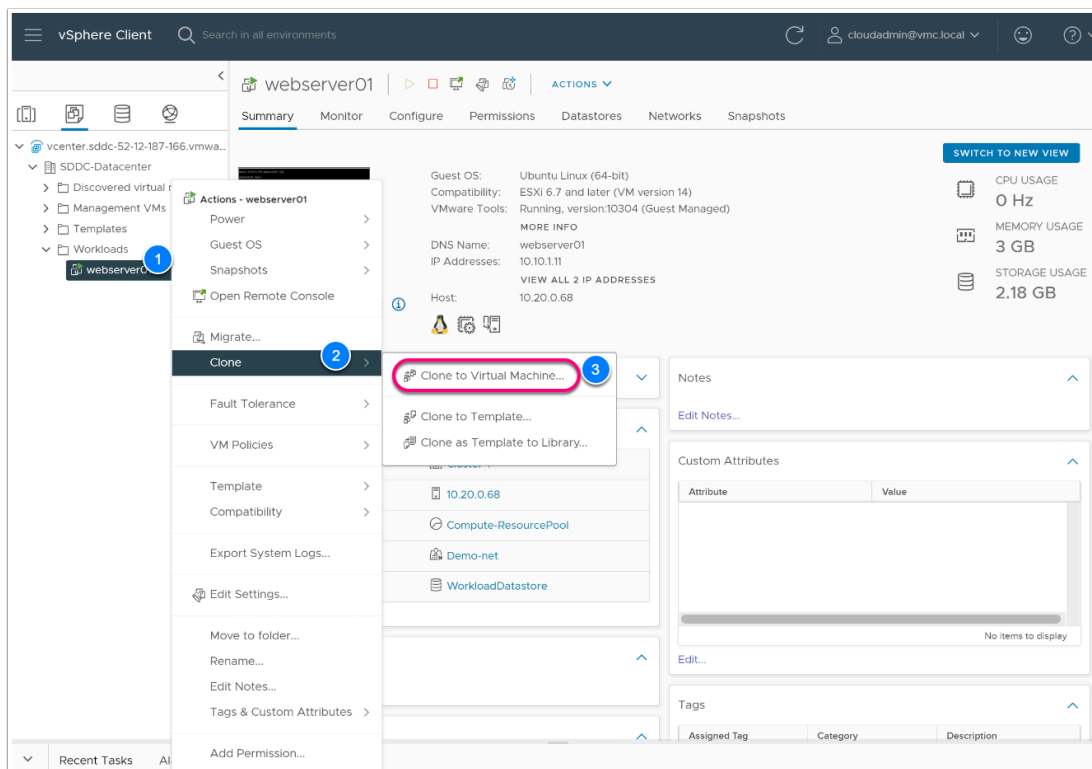 vSphere Client
Search in all environments
cloudadmin@vmc.local
webserver01
ACTIONS
Summary Monitor Configure Permissions Datastores Networks Snapshots
vcenter.sddc-52-12-187-166.vmwa...
SDDC-Datacenter
Discovered virtual
Management VMs
Templates
Workloads
1
Actions - webserver01
Power
Guest OS
Snapshots
Open Remote Console
Migrate...
Clone
2
Fault Tolerance
VM Policies
Template
Compatibility
Export System Logs...
Edit Settings...
Move to folder...
Rename...
Edit Notes...
Tags & Custom Attributes
Add Permission...
Clone to Virtual Machine...
3
Clone to Template...
Clone as Template to Library...
Guest OS: Ubuntu Linux (64-bit)
Compatibility: ESXi 6.7 and later (VM version 14)
VMware Tools: Running, version:10304 (Guest Managed)
MORE INFO
DNS Name: webserver01
IP Addresses: 10.10.1.11
VIEW ALL 2 IP ADDRESSES
Host: 10.20.0.68
SWITCH TO NEW VIEW
CPU USAGE
0 Hz
MEMORY USAGE
3 GB
STORAGE USAGE
2.18 GB
10.20.0.68
Compute-ResourcePool
Demo-net
WorkloadDatastore
Notes
Edit Notes...
Custom Attributes
Attribute Value
No items to display
Edit...
Tags
Assigned Tag Category Description
Recent Tasks